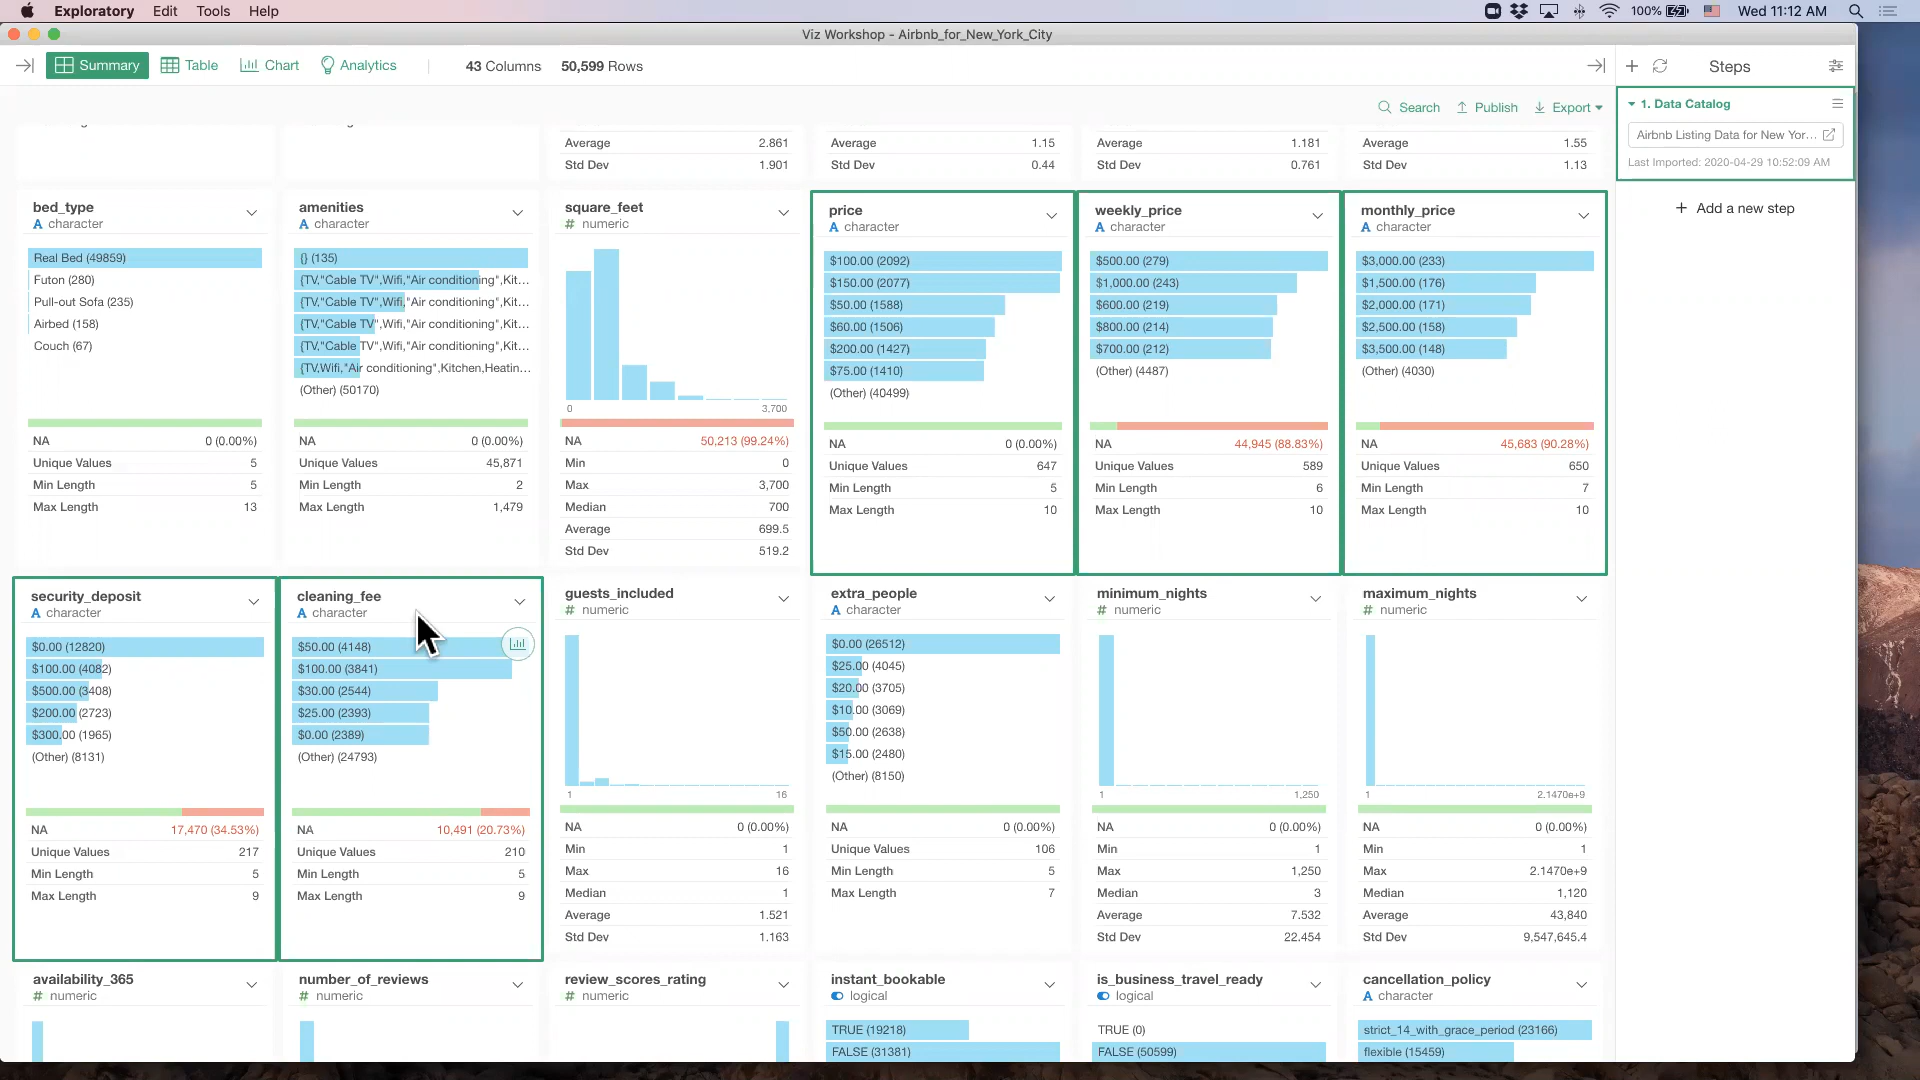 Exploratory Edit Tools Help 100% Wed 11:12 AM
Viz Workshop - Airbnb_for_New_York_City
Summary Table Chart Analytics 43 Columns 50,599 Rows Steps
Search Publish Export
1. Data Catalog
Airbnb Listing Data for New Yor...
Last Imported: 2020-04-29 10:52:09 AM
+ Add a new step
Average 2.861 Average 1.15 Average 1.181 Average 1.55
Std Dev 1.901 Std Dev 0.44 Std Dev 0.761 Std Dev 1.13
bed_type
A character
Real Bed (49859)
Futon (280)
Pull-out Sofa (235)
Airbed (158)
Couch (67)
NA 0 (0.00%)
Unique Values 5
Min Length 5
Max Length 13
amenities
A character
{} (135)
{TV,"Cable TV",Wifi,"Air conditioning",Kit...
{TV,"Cable TV",Wifi,"Air conditioning",Kit...
{TV,"Cable TV",Wifi,"Air conditioning",Kit...
{TV,"Cable TV",Wifi,"Air conditioning",Kit...
{TV,Wifi,"Air conditioning",Kitchen,Heatin...
(Other) (50170)
NA 0 (0.00%)
Unique Values 45,871
Min Length 2
Max Length 1,479
square_feet
# numeric
0 3,700
NA 50,213 (99.24%)
Min 0
Max 3,700
Median 700
Average 699.5
Std Dev 519.2
price
A character
$100.00 (2092)
$150.00 (2077)
$50.00 (1588)
$60.00 (1506)
$200.00 (1427)
$75.00 (1410)
(Other) (40499)
NA 0 (0.00%)
Unique Values 647
Min Length 5
Max Length 10
weekly_price
A character
$500.00 (279)
$1,000.00 (243)
$600.00 (219)
$800.00 (214)
$700.00 (212)
(Other) (4487)
NA 44,945 (88.83%)
Unique Values 589
Min Length 6
Max Length 10
monthly_price
A character
$3,000.00 (233)
$1,500.00 (176)
$2,000.00 (171)
$2,500.00 (158)
$3,500.00 (148)
(Other) (4030)
NA 45,683 (90.28%)
Unique Values 650
Min Length 7
Max Length 10
security_deposit
A character
$0.00 (12820)
$100.00 (4082)
$500.00 (3408)
$200.00 (2723)
$300.00 (1965)
(Other) (8131)
NA 17,470 (34.53%)
Unique Values 217
Min Length 5
Max Length 9
cleaning_fee
A character
$50.00 (4148)
$100.00 (3841)
$30.00 (2544)
$25.00 (2393)
$0.00 (2389)
(Other) (24793)
NA 10,491 (20.73%)
Unique Values 210
Min Length 5
Max Length 9
guests_included
# numeric
1 16
NA 0 (0.00%)
Min 1
Max 16
Median 1
Average 1.521
Std Dev 1.163
extra_people
A character
$0.00 (26512)
$25.00 (4045)
$20.00 (3705)
$10.00 (3069)
$50.00 (2638)
$15.00 (2480)
(Other) (8150)
NA 0 (0.00%)
Unique Values 106
Min Length 5
Max Length 7
minimum_nights
# numeric
1 1,250
NA 0 (0.00%)
Min 1
Max 1,250
Median 3
Average 7.532
Std Dev 22.454
maximum_nights
# numeric
1 2.1470e+9
NA 0 (0.00%)
Min 1
Max 2.1470e+9
Median 1,120
Average 43,840
Std Dev 9,547,645.4
availability_365
# numeric
number_of_reviews
# numeric
review_scores_rating
# numeric
instant_bookable
logical
TRUE (19218)
FALSE (31381)
is_business_travel_ready
logical
TRUE (0)
FALSE (50599)
cancellation_policy
A character
strict_14_with_grace_period (23166)
flexible (15459)